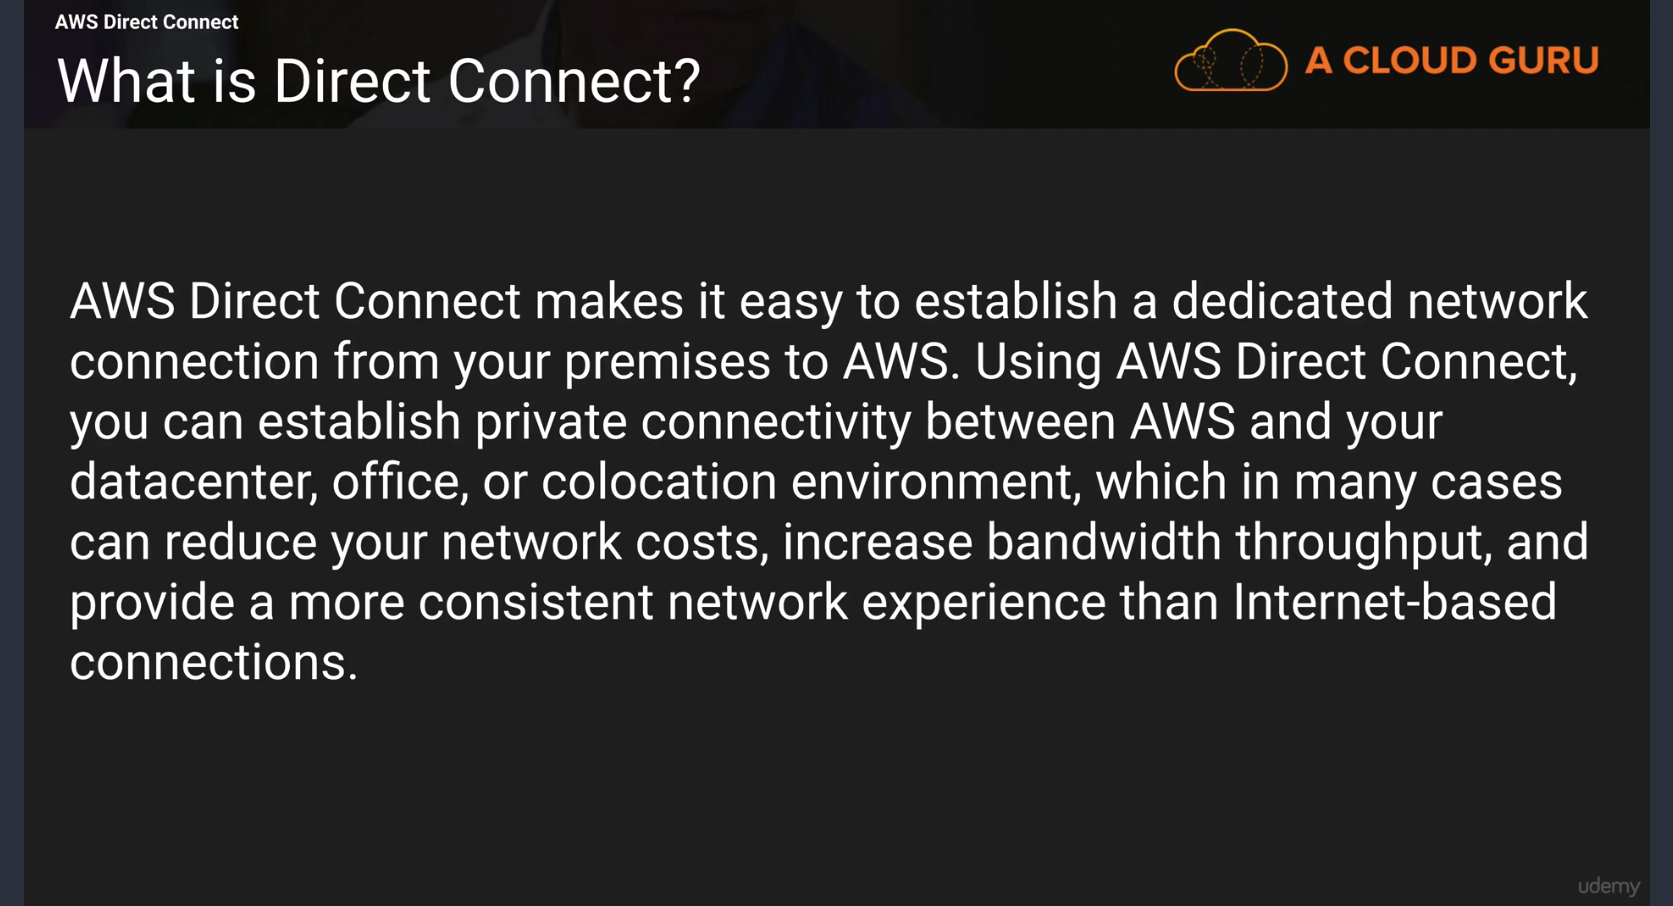 AWS Direct Connect
What is Direct Connect?
A CLOUD GURU
AWS Direct Connect makes it easy to establish a dedicated network
connection from your premises to AWS. Using AWS Direct Connect,
you can establish private connectivity between AWS and your
datacenter, office, or colocation environment, which in many cases
can reduce your network costs, increase bandwidth throughput, and
provide a more consistent network experience than Internet-based
connections.
udemy